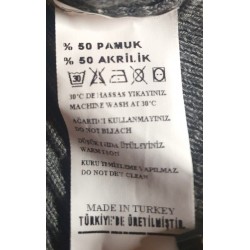 % 50 PAMUK
% 50 AKRİLİK
30°C DE HASSAS YIKAYINIZ
MACHINE WASH AT 30°C
AĞARTICI KULLANMAYINIZ
DO NOT BLEACH
DÜŞÜK ISIDA ÜTÜLEYİNİZ
WARM IRON
KURU TEMİZLEME YAPILMAZ
DO NOT DRY CLEAN
MADE IN TURKEY
TÜRKİYE'DE ÜRETİLMİŞTİR